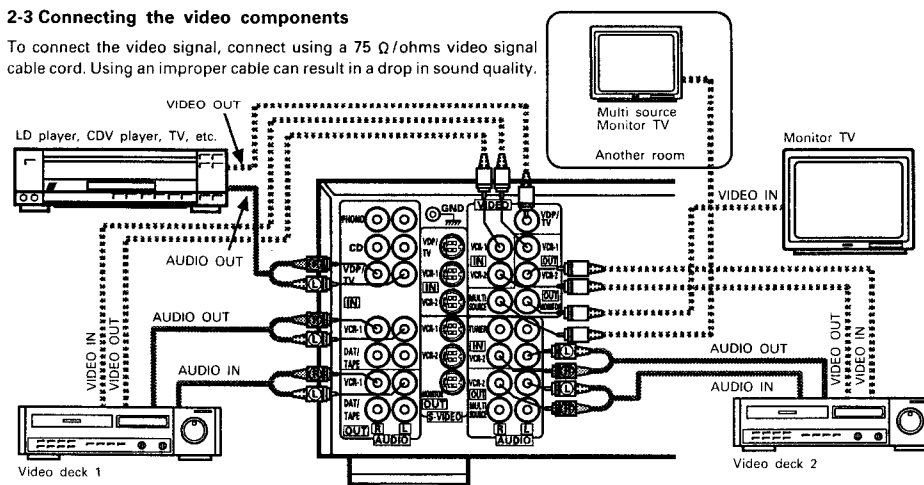 2-3 Connecting the video components
To connect the video signal, connect using a 75 Ω/ohms video signal
cable cord. Using an improper cable can result in a drop in sound quality.
VIDEO OUT
LD player, CDV player, TV, etc.
AUDIO OUT
Multi source
Monitor TV
Another room
Monitor TV
VIDEO IN
VIDEO IN
VIDEO OUT
AUDIO OUT
AUDIO IN
Video deck 1
PHONO
CD
VDP/
TV
IN
VCR-1
DAT/
TAPE
VCR-1
DAT/
TAPE
OUT
R L
AUDIO
GND
VDP/
TV
VCR-1
IN
VCR-2
VCR-1
VCR-2
MONITOR
OUT
S-VIDEO
VIDEO
VDP/
TV
VCR-1
IN
VCR-2
MULTI
SOURCE
VCR-1
OUT
VCR-2
OUT
MONITOR
TUNER
IN
VCR-2
VCR-2
OUT
MULTI
SOURCE
R L
AUDIO
R
L
R
L
R
L
L
R
L
R
AUDIO OUT
AUDIO IN
VIDEO OUT
VIDEO IN
Video deck 2